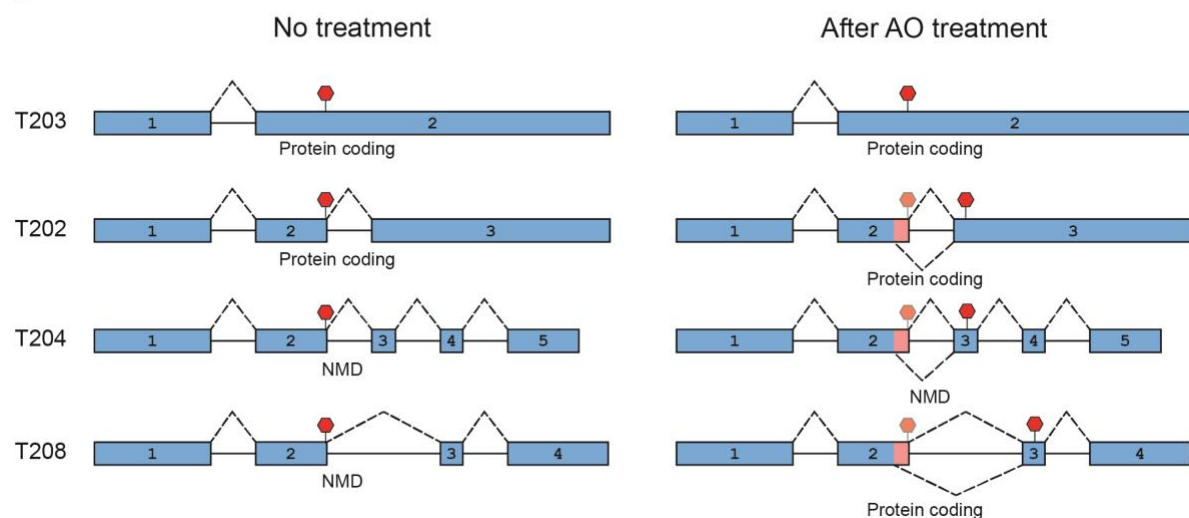 No treatment After AO treatment
T203 1 2 1 2
Protein coding Protein coding
T202 1 2 3 1 2 3
Protein coding Protein coding
T204 1 2 3 4 5 1 2 3 4 5
NMD NMD
T208 1 2 3 4 1 2 3 4
NMD Protein coding